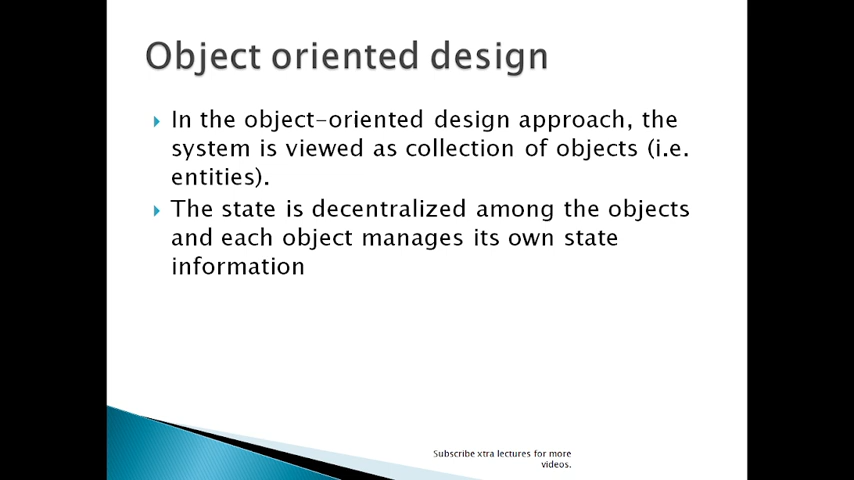 Object oriented design
In the object-oriented design approach, the
system is viewed as collection of objects (i.e.
entities).
The state is decentralized among the objects
and each object manages its own state
information
Subscribe xtra lectures for more
videos.